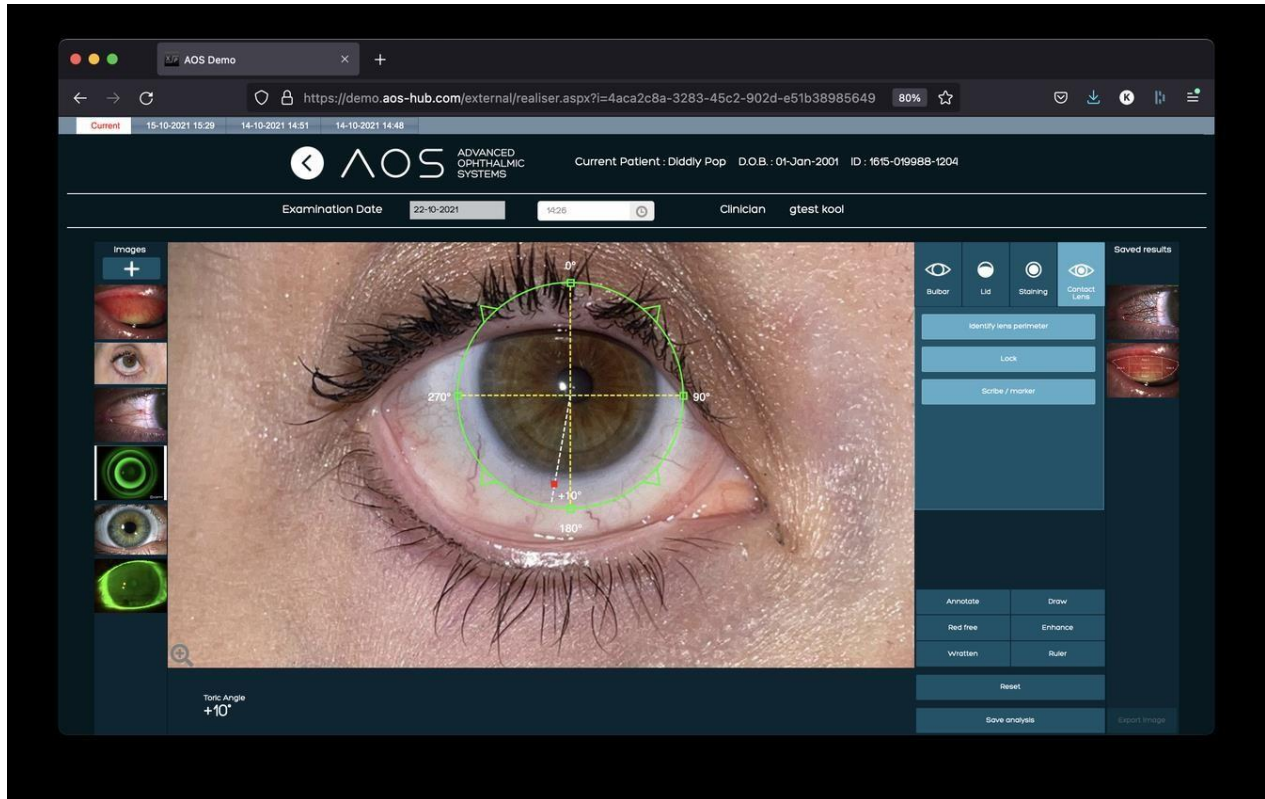 AOS Demo
https://demo.aos-hub.com/external/realiser.aspx?i=4aca2c8a-3283-45c2-902d-e51b38985649 80%
Current 15-10-2021 15:29 14-10-2021 14:51 14-10-2021 14:48
AOS ADVANCED
OPHTHALMIC
SYSTEMS
Current Patient : Diddly Pop D.O.B. : 01-Jan-2001 ID : 1615-019988-1204
Examination Date 22-10-2021 14:26 Clinician gtest kool
Images
0°
270°
90°
+10°
180°
Bulbar Lid Staining Contact
Lens
Identify lens perimeter
Lock
Scribe / marker
Annotate Draw
Red free Enhance
Wratten Ruler
Reset
Save analysis
Saved results
Export Image
Toric Angle
+10°